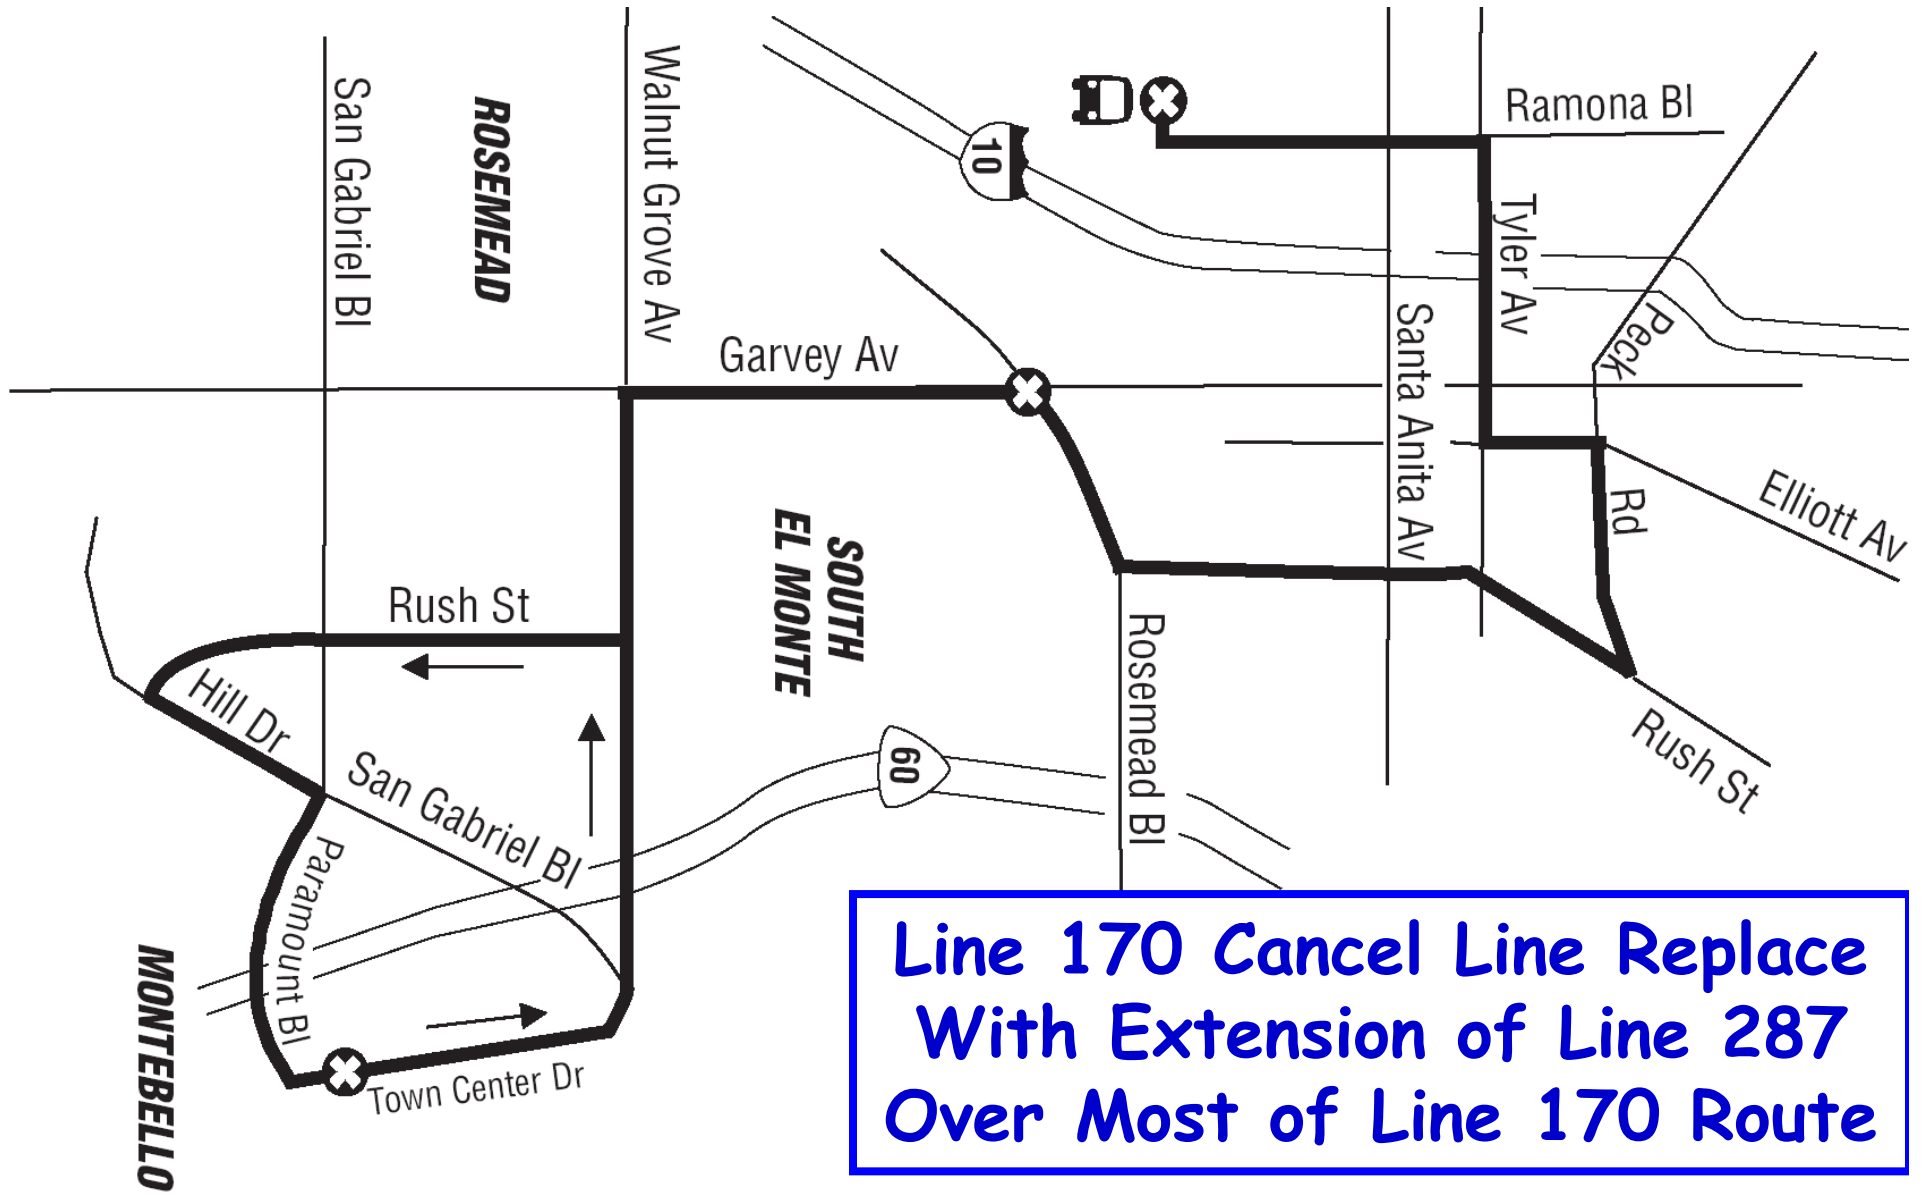 San Gabriel Bl
ROSEMEAD
Walnut Grove Av
10
Ramona Bl
Tyler Av
Peck
Rd
Garvey Av
Santa Anita Av
Elliott Av
SOUTH
EL MONTE
Rush St
Hill Dr
San Gabriel Bl
60
Rosemead Bl
Rush St
Paramount Bl
MONTEBELLO
Town Center Dr
Line 170 Cancel Line Replace
With Extension of Line 287
Over Most of Line 170 Route